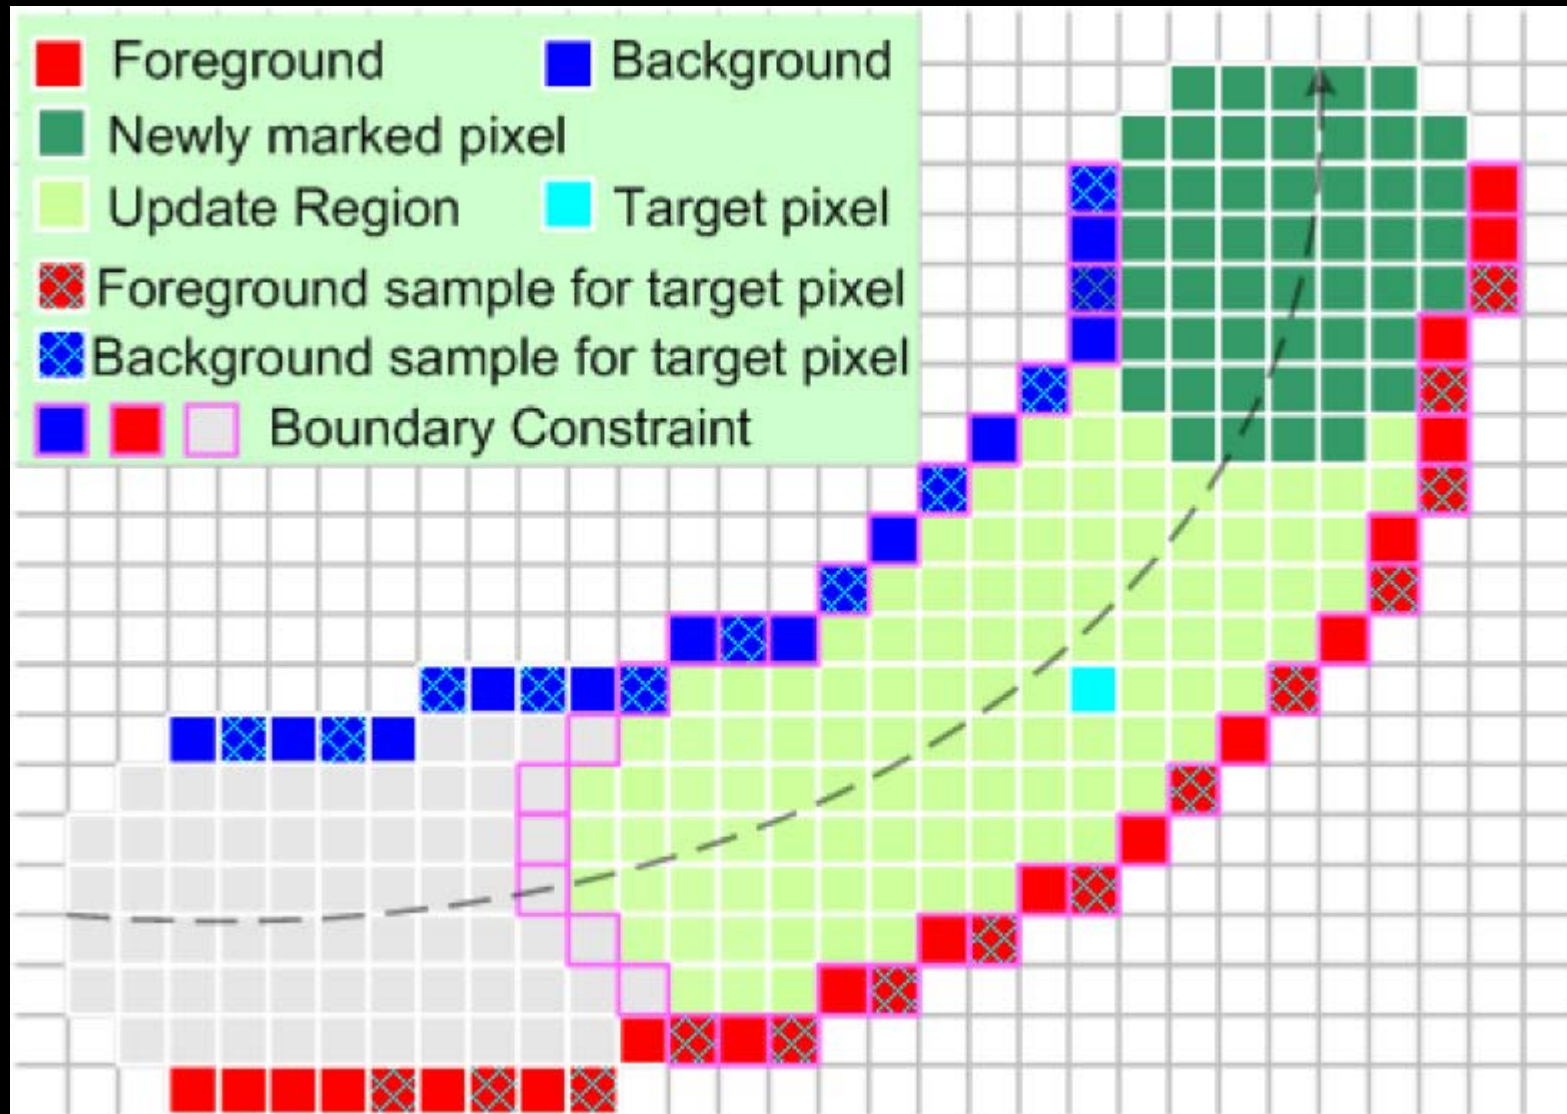 Foreground
Background
Newly marked pixel
Update Region
Target pixel
Foreground sample for target pixel
Background sample for target pixel
Boundary Constraint